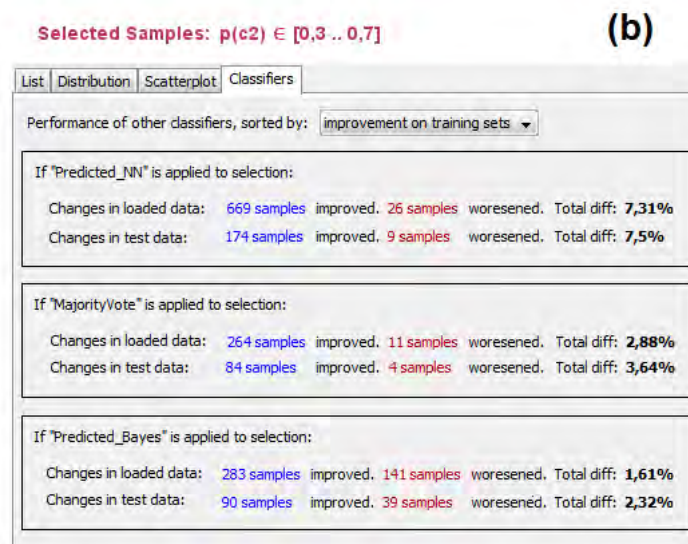 Selected Samples: p(c2) ∈ [0,3 .. 0,7]
(b)
List Distribution Scatterplot Classifiers
Performance of other classifiers, sorted by: improvement on training sets
If "Predicted_NN" is applied to selection:
Changes in loaded data: 669 samples improved. 26 samples woresened. Total diff: 7,31%
Changes in test data: 174 samples improved. 9 samples woresened. Total diff: 7,5%
If "MajorityVote" is applied to selection:
Changes in loaded data: 264 samples improved. 11 samples woresened. Total diff: 2,88%
Changes in test data: 84 samples improved. 4 samples woresened. Total diff: 3,64%
If "Predicted_Bayes" is applied to selection:
Changes in loaded data: 283 samples improved. 141 samples woresened. Total diff: 1,61%
Changes in test data: 90 samples improved. 39 samples woresened. Total diff: 2,32%